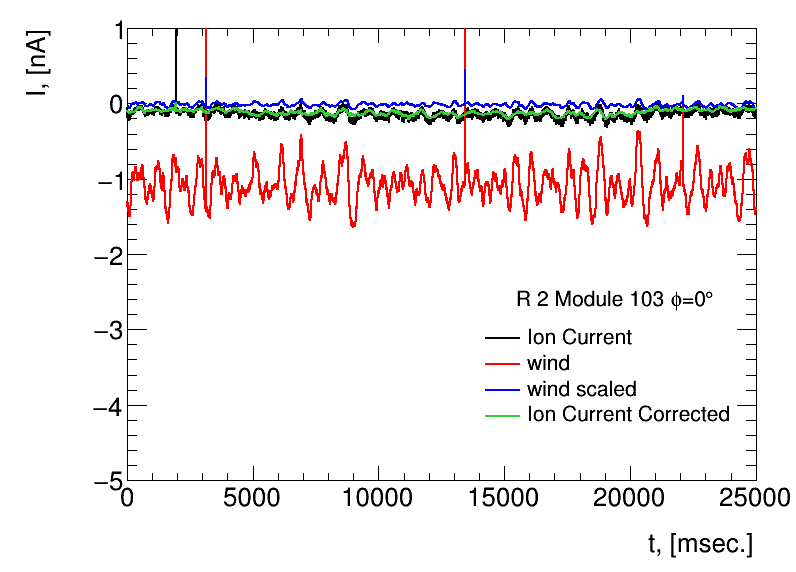 I, [nA]
1
0
−1
−2
−3
−4
−5
R 2 Module 103 ϕ=0°
Ion Current
wind
wind scaled
Ion Current Corrected
0 5000 10000 15000 20000 25000
t, [msec.]